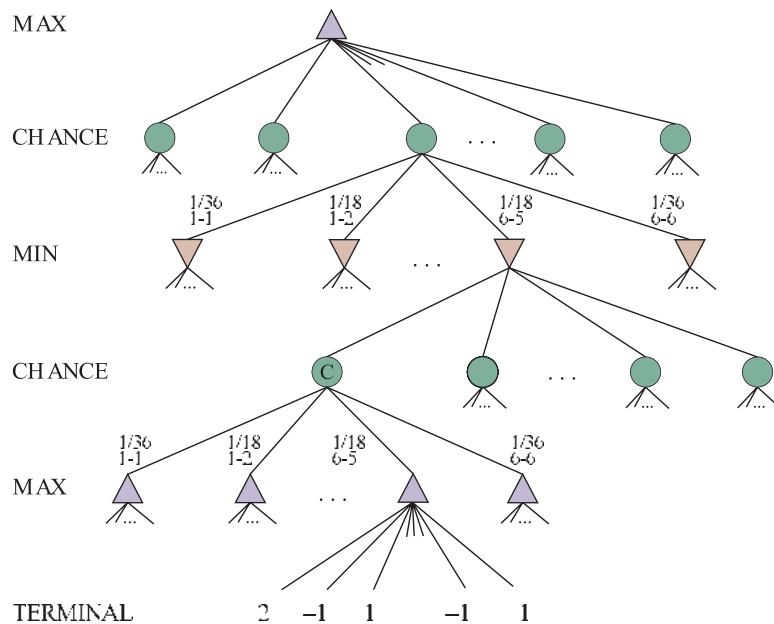 MAX
CHANCE
... ... . . . ... ...
1/36 1/18 1/18 1/36
1-1 1-2 6-5 6-6
MIN
... ... . . . ... ...
CHANCE C
... . . . ... ...
1/36 1/18 1/18 1/36
1-1 1-2 6-5 6-6
MAX
... ... . . . ...
TERMINAL 2 –1 1 –1 1